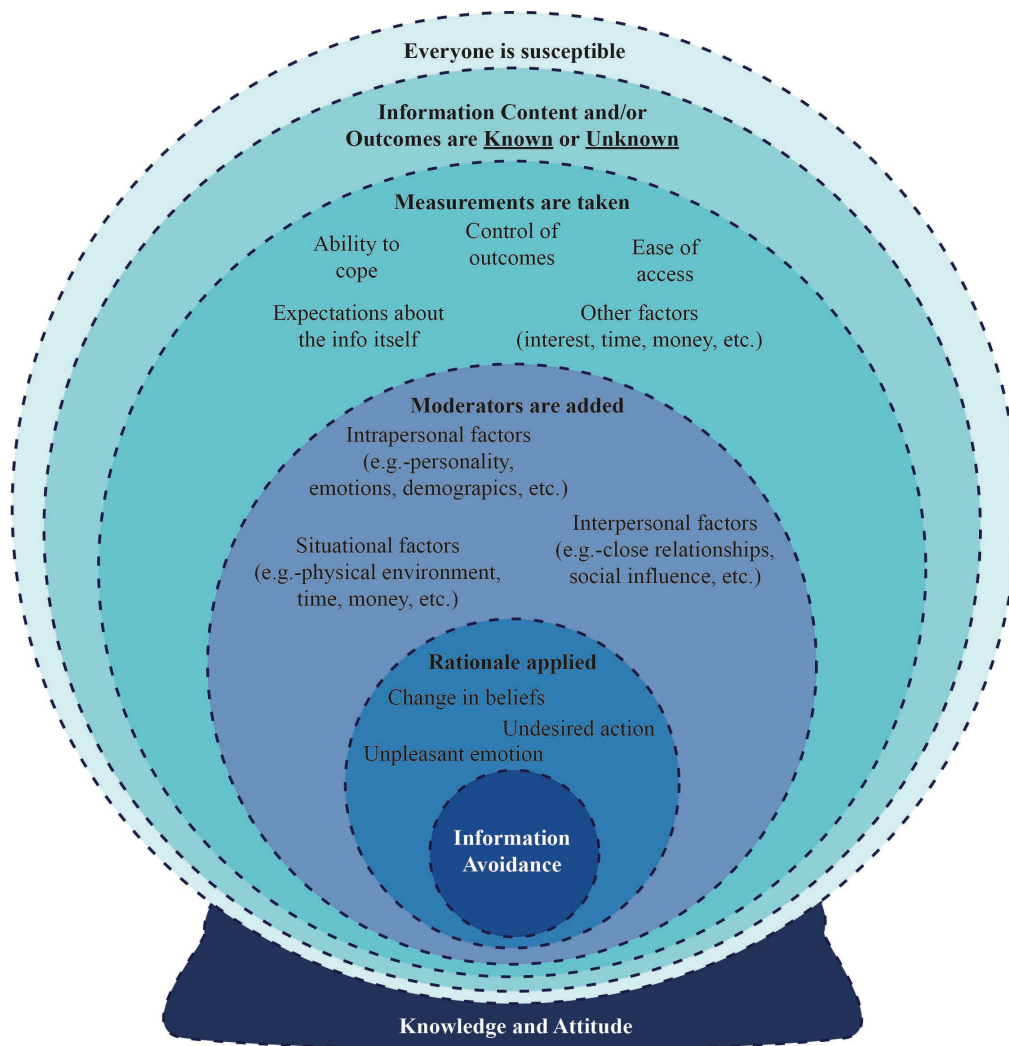 Everyone is susceptible
Information Content and/or
Outcomes are Known or Unknown
Measurements are taken
Ability to
cope
Control of
outcomes
Ease of
access
Expectations about
the info itself
Other factors
(interest, time, money, etc.)
Moderators are added
Intrapersonal factors
(e.g.-personality,
emotions, demograpics, etc.)
Situational factors
(e.g.-physical environment,
time, money, etc.)
Interpersonal factors
(e.g.-close relationships,
social influence, etc.)
Rationale applied
Change in beliefs
Undesired action
Unpleasant emotion
Information
Avoidance
Knowledge and Attitude